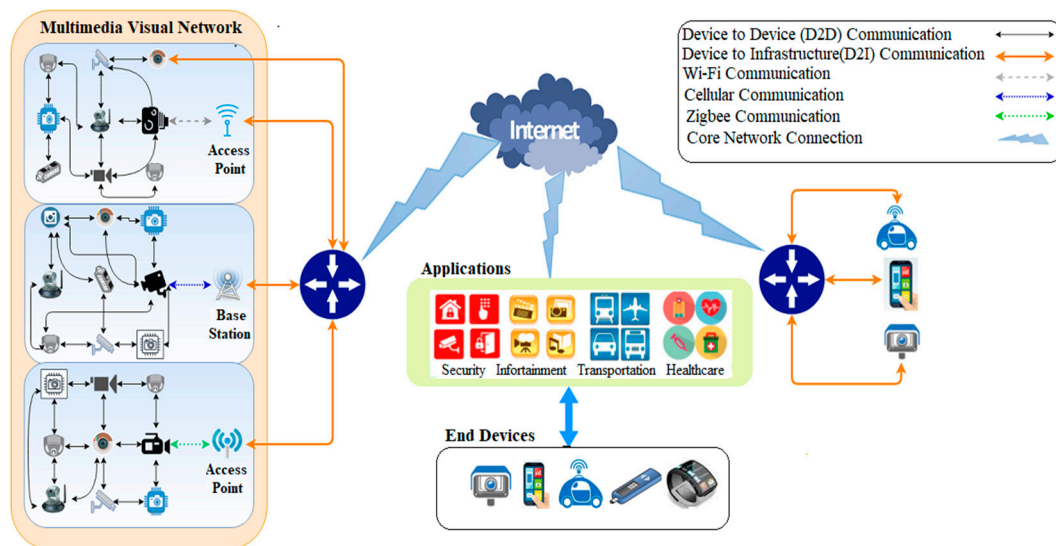 Multimedia Visual Network
Access
Point
Base
Station
Access
Point
Internet
Device to Device (D2D) Communication
Device to Infrastructure(D2I) Communication
Wi-Fi Communication
Cellular Communication
Zigbee Communication
Core Network Connection
Applications
Security Infortainment Transportation Healthcare
End Devices